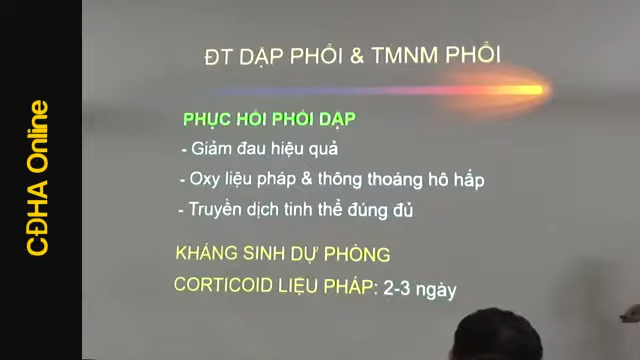 CĐHA Online
ĐT DẬP PHỔI & TMNM PHỔI
PHỤC HỒI PHỔI DẬP
- Giảm đau hiệu quả
- Oxy liệu pháp & thông thoáng hô hấp
- Truyền dịch tinh thể đúng đủ
KHÁNG SINH DỰ PHÒNG
CORTICOID LIỆU PHÁP: 2-3 ngày